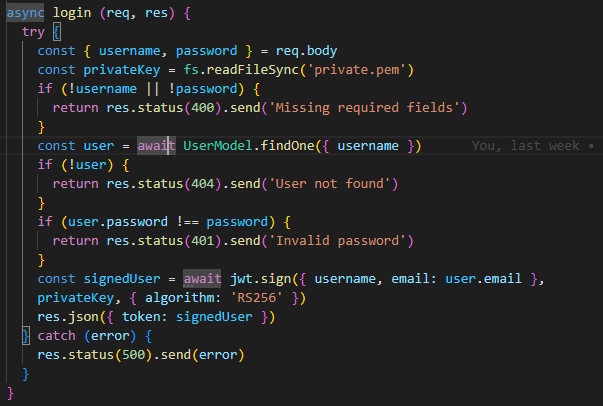 async login (req, res) {
try {
const { username, password } = req.body
const privateKey = fs.readFileSync('private.pem')
if (!username || !password) {
return res.status(400).send('Missing required fields')
}
const user = await UserModel.findOne({ username }) You, last week •
if (!user) {
return res.status(404).send('User not found')
}
if (user.password !== password) {
return res.status(401).send('Invalid password')
}
const signedUser = await jwt.sign({ username, email: user.email },
privateKey, { algorithm: 'RS256' })
res.json({ token: signedUser })
} catch (error) {
res.status(500).send(error)
}
}